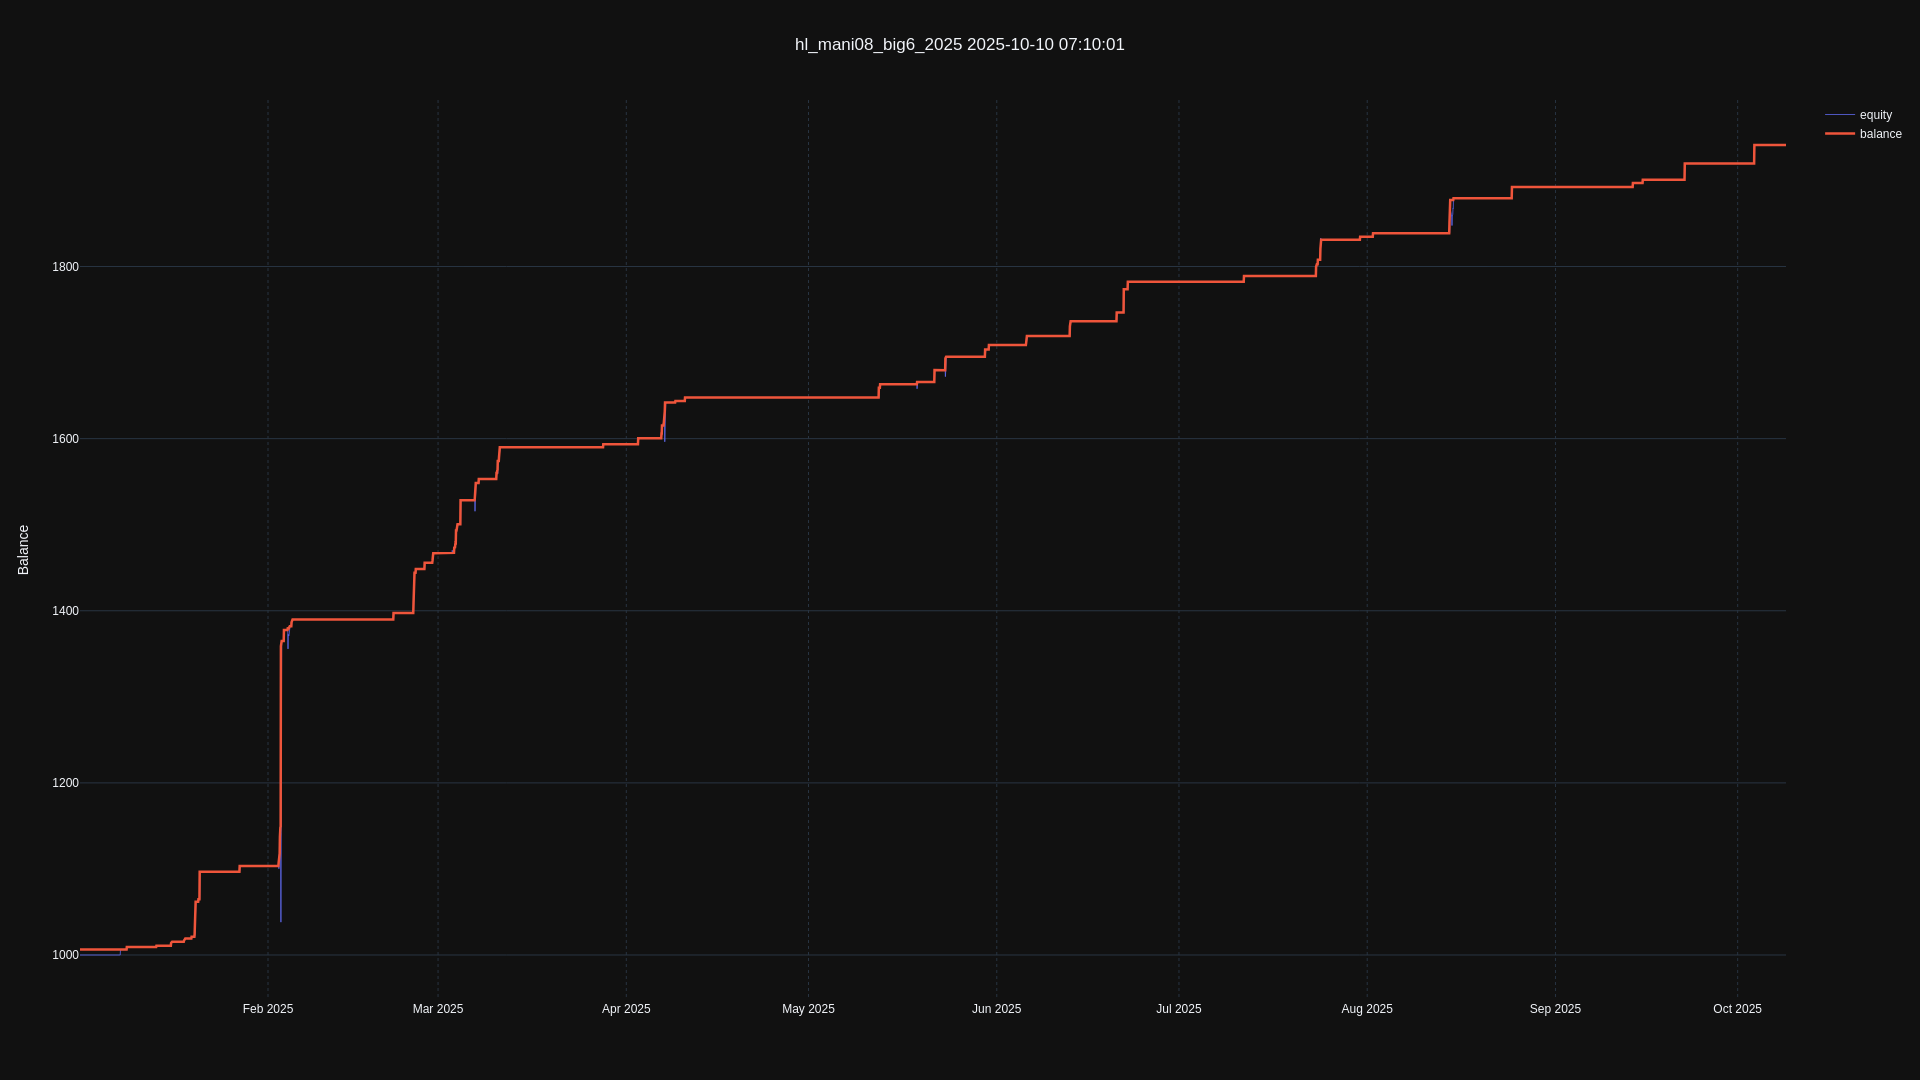 hl_mani08_big6_2025 2025-10-10 07:10:01
equity
balance
Balance
1800
1600
1400
1200
1000
Feb 2025
Mar 2025
Apr 2025
May 2025
Jun 2025
Jul 2025
Aug 2025
Sep 2025
Oct 2025